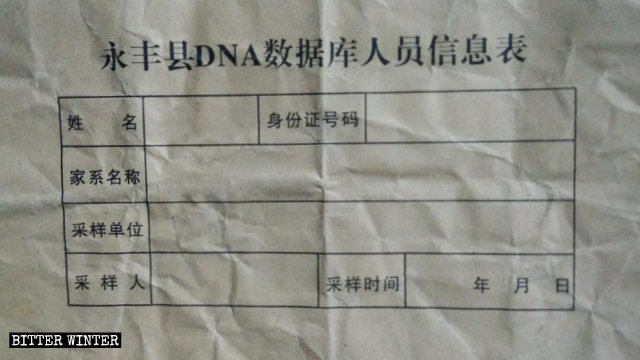 永丰县DNA数据库人员信息表
姓 名 身份证号码
家系名称
采样单位
采 样 人 采样时间 年 月 日
BITTER WINTER